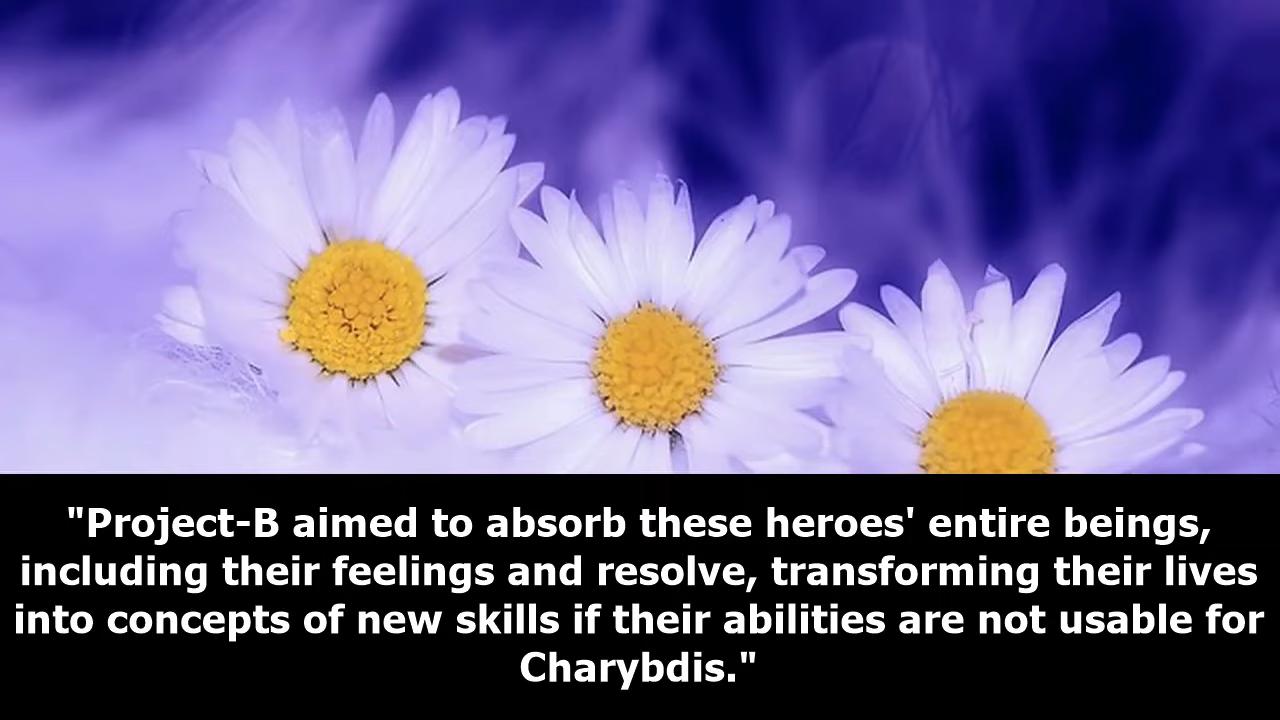 "Project-B aimed to absorb these heroes' entire beings,
including their feelings and resolve, transforming their lives
into concepts of new skills if their abilities are not usable for
Charybdis."